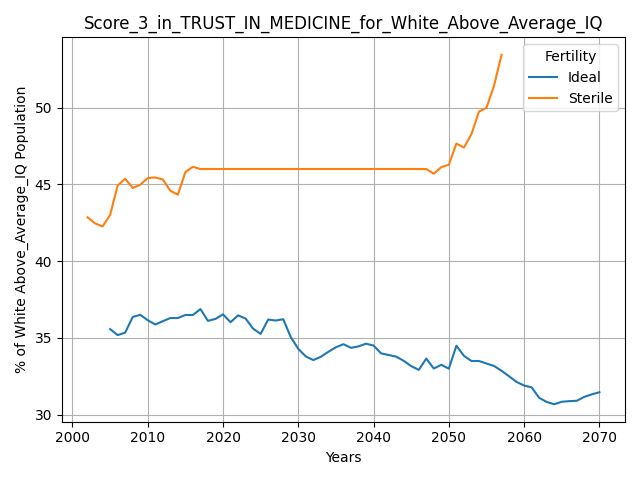 Score_3_in_TRUST_IN_MEDICINE_for_White_Above_Average_IQ
Fertility
Ideal
Sterile
% of White Above_Average_IQ Population
50
45
40
35
30
2000 2010 2020 2030 2040 2050 2060 2070
Years